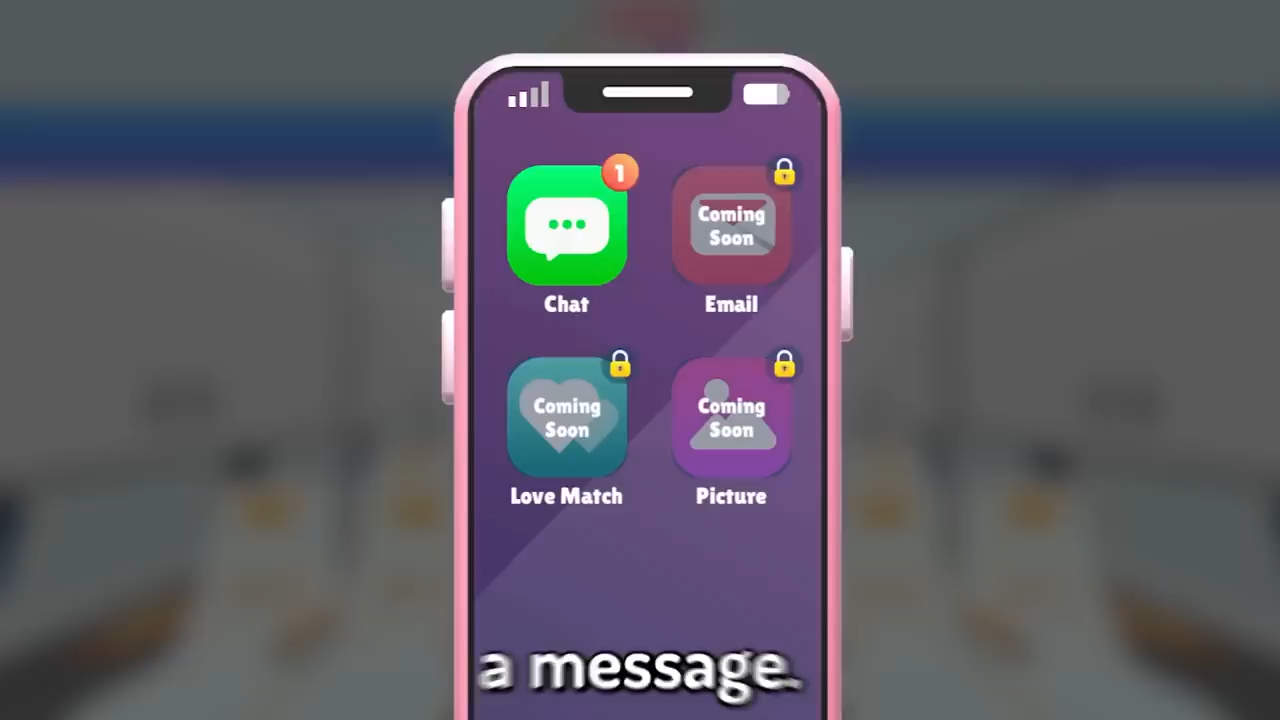 1
Coming
Soon
Chat
Email
Coming
Soon
Coming
Soon
Love Match
Picture
a message.